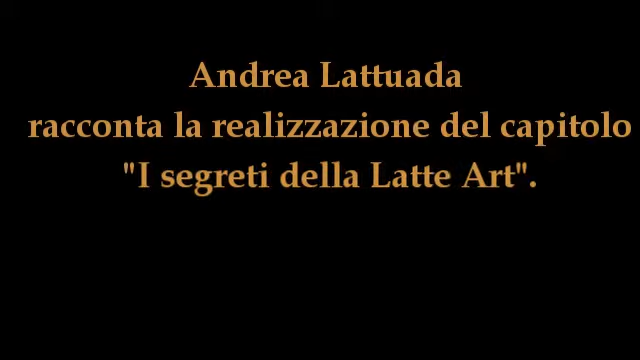 Andrea Lattuada
racconta la realizzazione del capitolo
"I segreti della Latte Art".